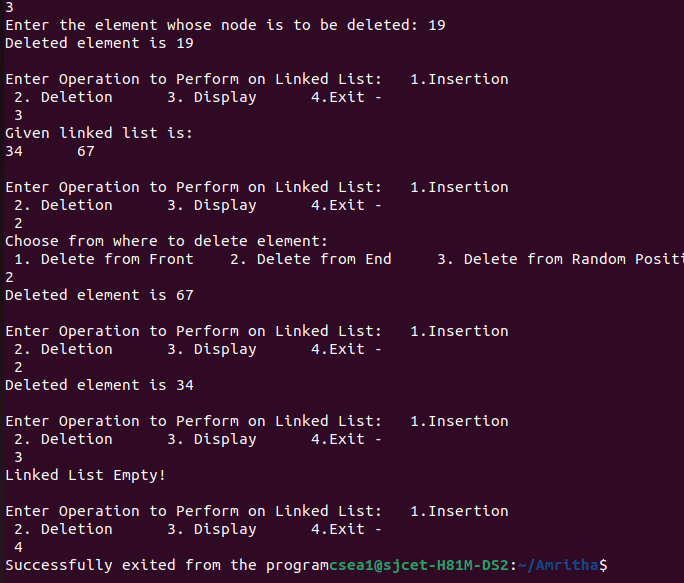 3
Enter the element whose node is to be deleted: 19
Deleted element is 19
Enter Operation to Perform on Linked List:   1.Insertion
 2. Deletion      3. Display      4.Exit -
 3
Given linked list is:
34      67
Enter Operation to Perform on Linked List:   1.Insertion
 2. Deletion      3. Display      4.Exit -
 2
Choose from where to delete element:
 1. Delete from Front    2. Delete from End     3. Delete from Random Positi
2
Deleted element is 67
Enter Operation to Perform on Linked List:   1.Insertion
 2. Deletion      3. Display      4.Exit -
 2
Deleted element is 34
Enter Operation to Perform on Linked List:   1.Insertion
 2. Deletion      3. Display      4.Exit -
 3
Linked List Empty!
Enter Operation to Perform on Linked List:   1.Insertion
 2. Deletion      3. Display      4.Exit -
 4
Successfully exited from the programcsea1@sjcet-H81M-DS2:~/Amritha$